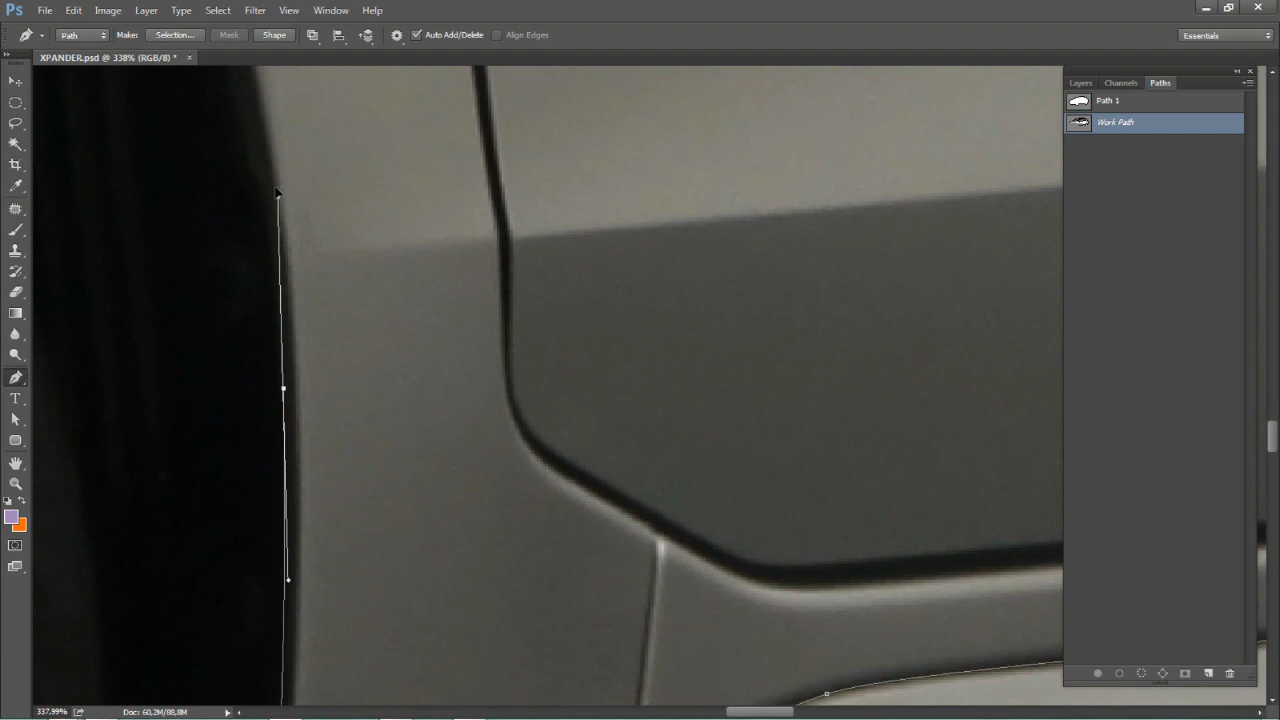 Ps File Edit Image Layer Type Select Filter View Window Help
Path Make: Selection... Mask Shape Auto Add/Delete Align Edges Essentials
XPANDER.psd @ 338% (RGB/8) *
Layers Channels Paths
Path 1
Work Path
T
337,99% Doc: 60,2M/88,8M